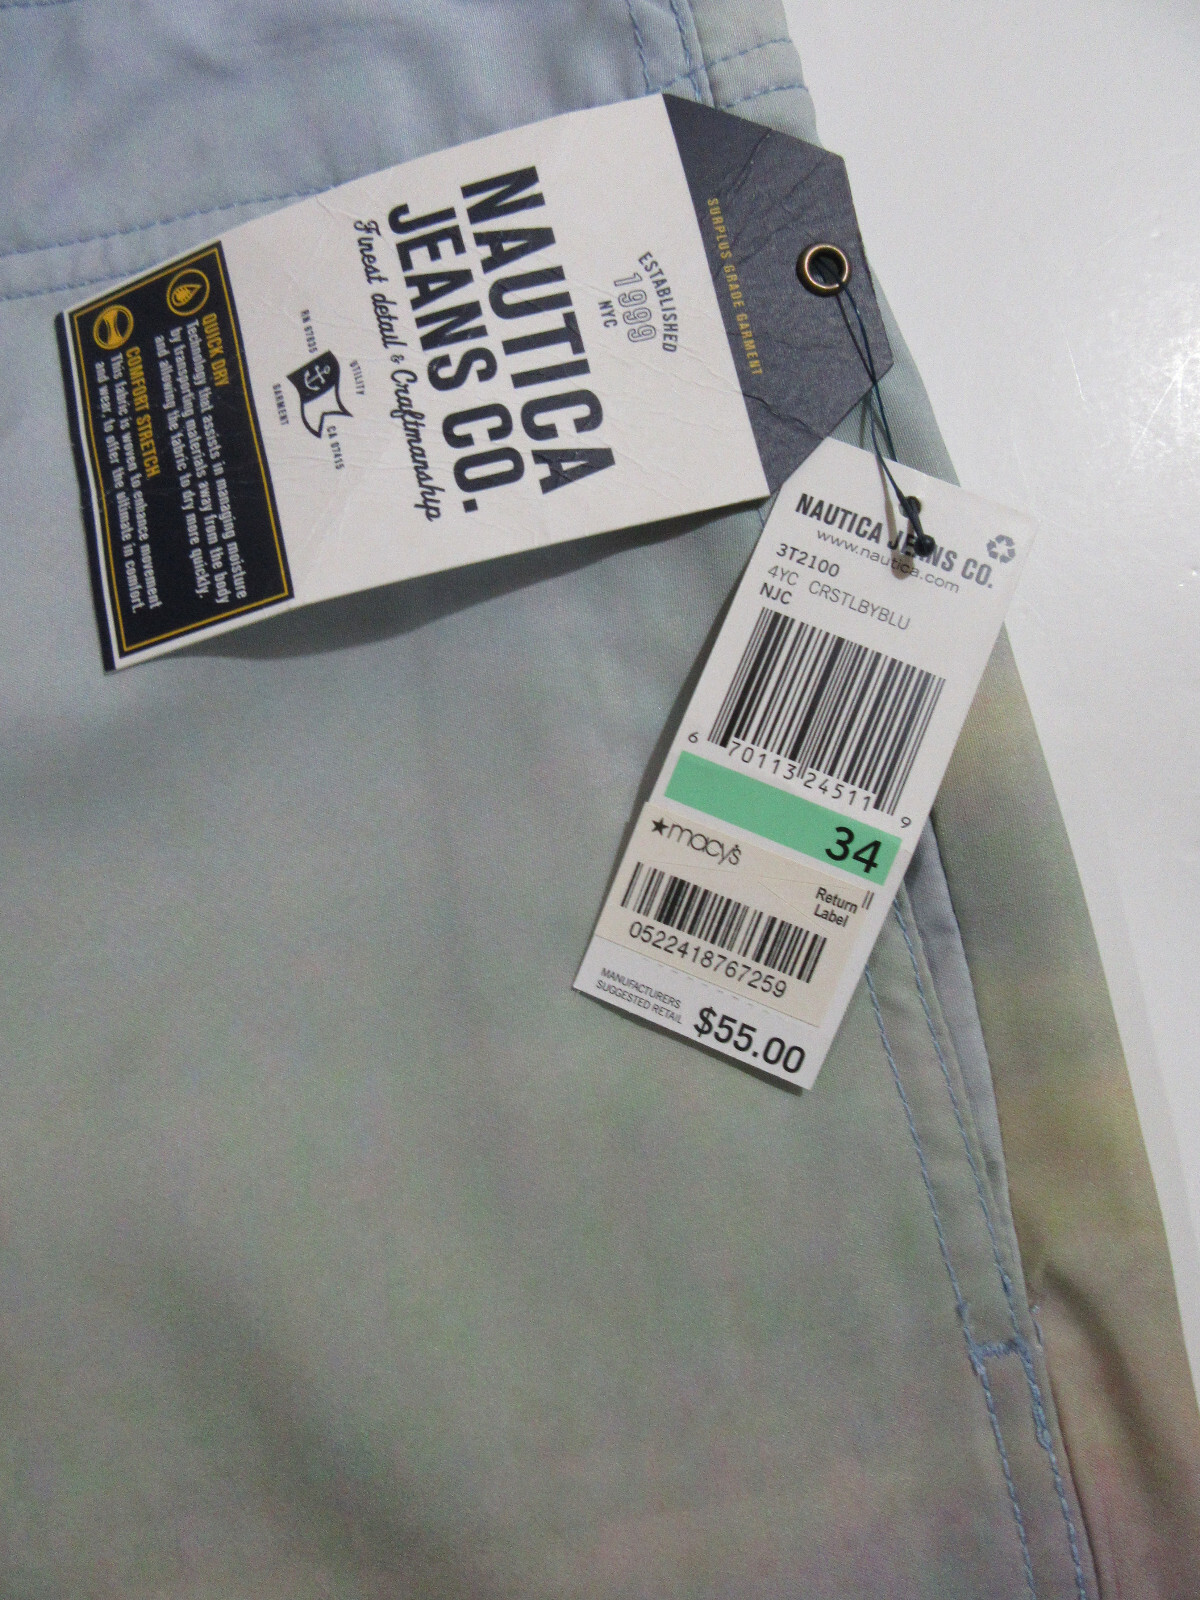 SURPLUS GRADE GARMENT
ESTABLISHED
1999
NYC
NAUTICA
JEANS CO.
Finest detail & Craftmanship
UTILITY
GARMENT
RN 67835
CA 07415
QUICK DRY
Technology that assists in managing moisture
by transporting materials away from the body
and allowing the fabric to dry more quickly.
COMFORT STRETCH
This fabric is woven to enhance movement
and wear, to offer the ultimate in comfort.
NAUTICA JEANS CO.
www.nautica.com
3T2100
4YC CRSTLBYBLU
NJC
6 70113 24511 9
34
★macy's
Return
Label
0522418767259
MANUFACTURERS
SUGGESTED RETAIL
$55.00